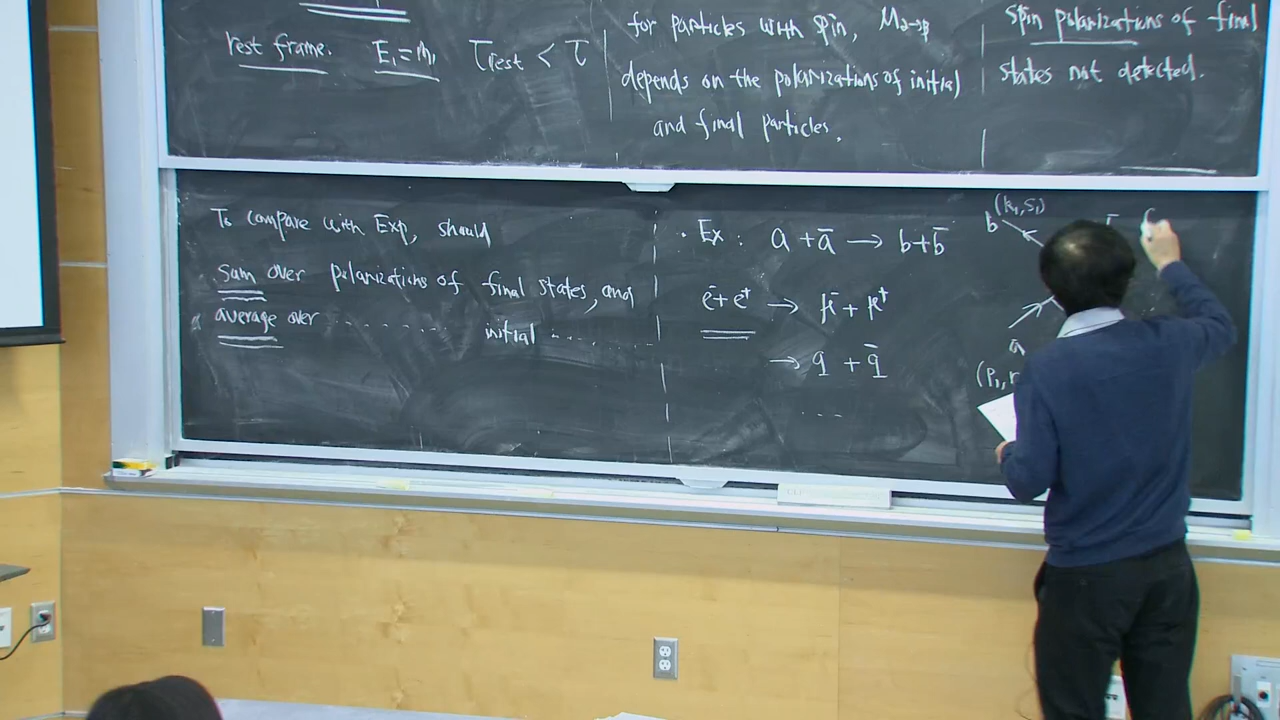 rest frame. E₁=M₁ τrest < τ
for particles with spin, M₂→β
depends on the polarizations of initial
and final particles.
spin polarizations of final
states not detected.
To compare with Exp, should
sum over polarizations of final states, and
average over ........... initial ..........
· Ex : a + ā → b + b̄
e⁻ + e⁺ → μ⁻ + μ⁺
→ q + q̄
...
(k₁,s₁)
b
ā
(p₁,r